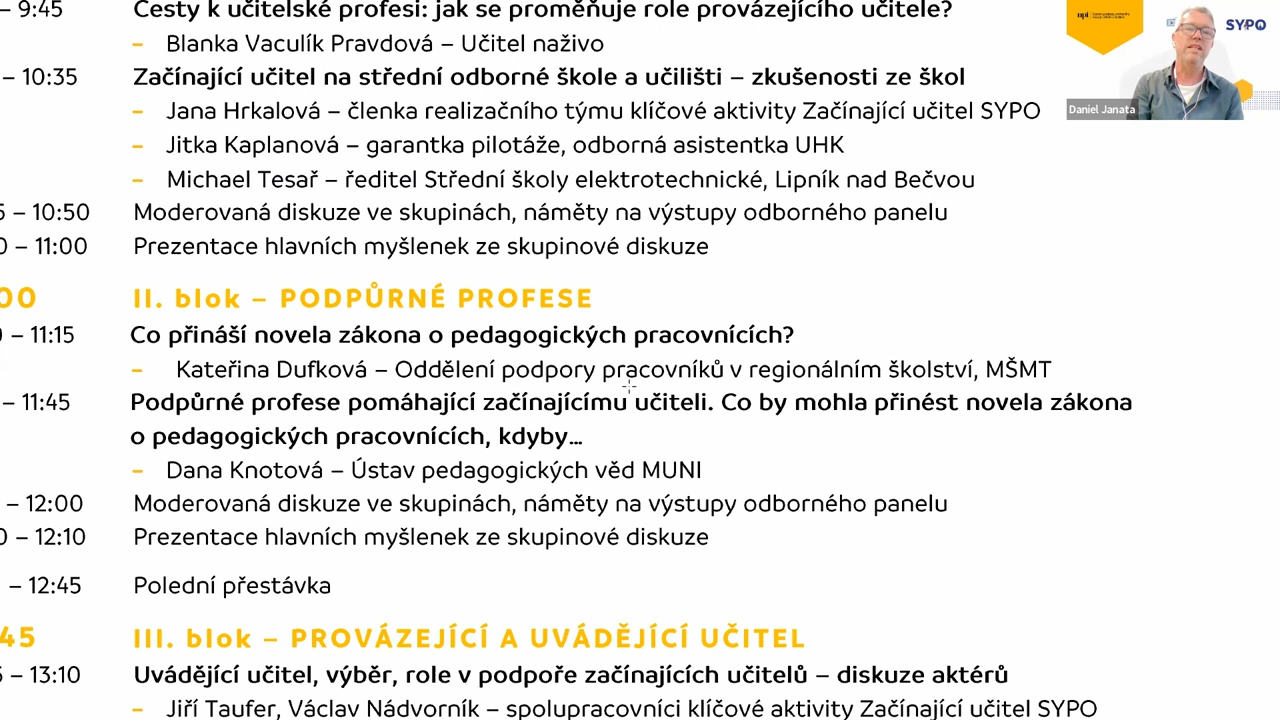 – 9:45 Cesty k učitelské profesi: jak se proměňuje role provázejícího učitele?
– Blanka Vaculík Pravdová – Učitel naživo
– 10:35 Začínající učitel na střední odborné škole a učilišti – zkušenosti ze škol
– Jana Hrkalová – členka realizačního týmu klíčové aktivity Začínající učitel SYPO
– Jitka Kaplanová – garantka pilotáže, odborná asistentka UHK
– Michael Tesař – ředitel Střední školy elektrotechnické, Lipník nad Bečvou
5 – 10:50 Moderovaná diskuze ve skupinách, náměty na výstupy odborného panelu
0 – 11:00 Prezentace hlavních myšlenek ze skupinové diskuze
00 II. blok – PODPŮRNÉ PROFESE
0 – 11:15 Co přináší novela zákona o pedagogických pracovnících?
– Kateřina Dufková – Oddělení podpory pracovníků v regionálním školství, MŠMT
– 11:45 Podpůrné profese pomáhající začínajícímu učiteli. Co by mohla přinést novela zákona
o pedagogických pracovnících, kdyby…
– Dana Knotová – Ústav pedagogických věd MUNI
– 12:00 Moderovaná diskuze ve skupinách, náměty na výstupy odborného panelu
0 – 12:10 Prezentace hlavních myšlenek ze skupinové diskuze
– 12:45 Polední přestávka
45 III. blok – PROVÁZEJÍCÍ A UVÁDĚJÍCÍ UČITEL
5 – 13:10 Uvádějící učitel, výběr, role v podpoře začínajících učitelů – diskuze aktérů
– Jiří Taufer, Václav Nádvorník – spolupracovníci klíčové aktivity Začínající učitel SYPO
npi
SYPO
Daniel Janata